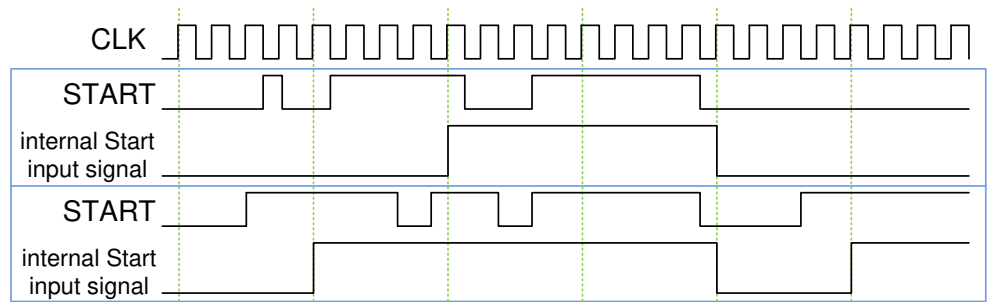 CLK
START
internal Start
input signal
START
internal Start
input signal